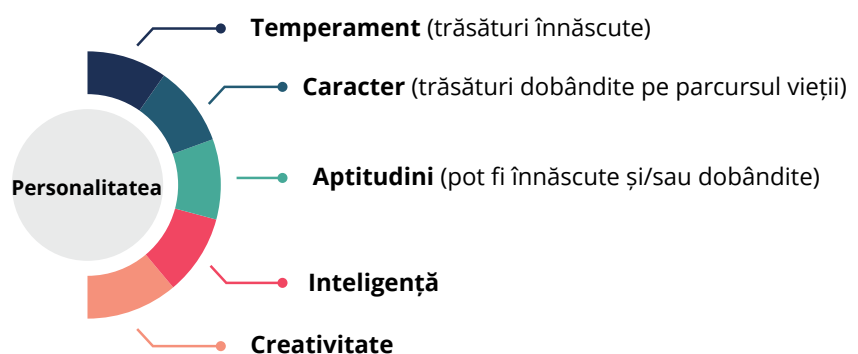 Temperament (trăsături înnăscute)
Caracter (trăsături dobândite pe parcursul vieții)
Personalitatea
Aptitudini (pot fi înnăscute și/sau dobândite)
Inteligență
Creativitate